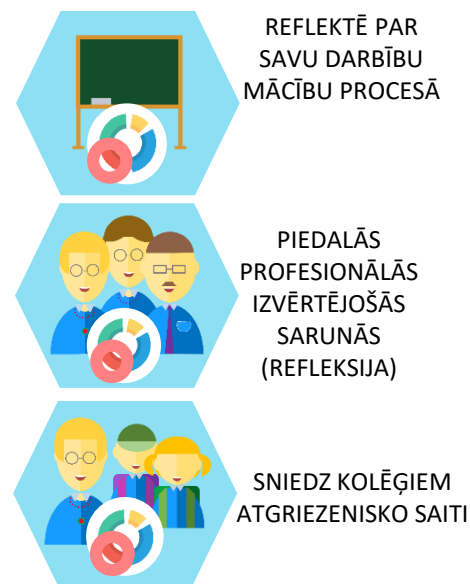 REFLEKTĒ PAR
SAVU DARBĪBU
MĀCĪBU PROCESĀ
PIEDALĀS
PROFESIONĀLĀS
IZVĒRTĒJOŠĀS
SARUNĀS
(REFLEKSIJA)
SNIEDZ KOLĒĢIEM
ATGRIEZENISKO SAITI